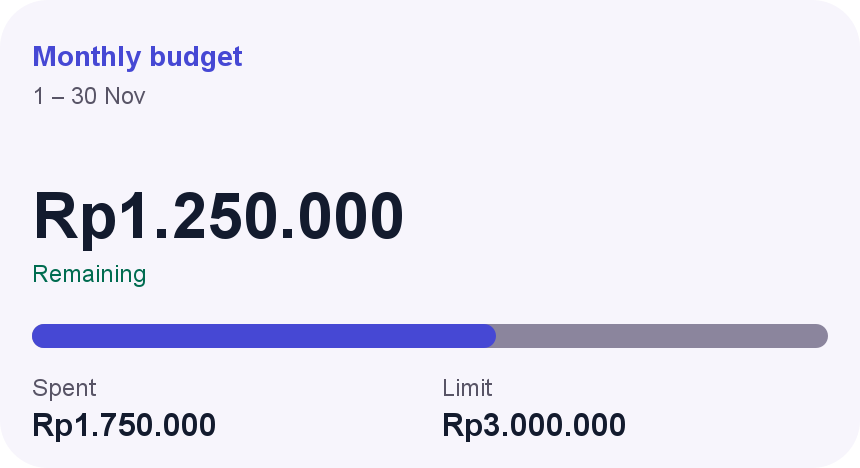 Monthly budget
1 – 30 Nov
Rp1.250.000
Remaining
Spent
Rp1.750.000
Limit
Rp3.000.000